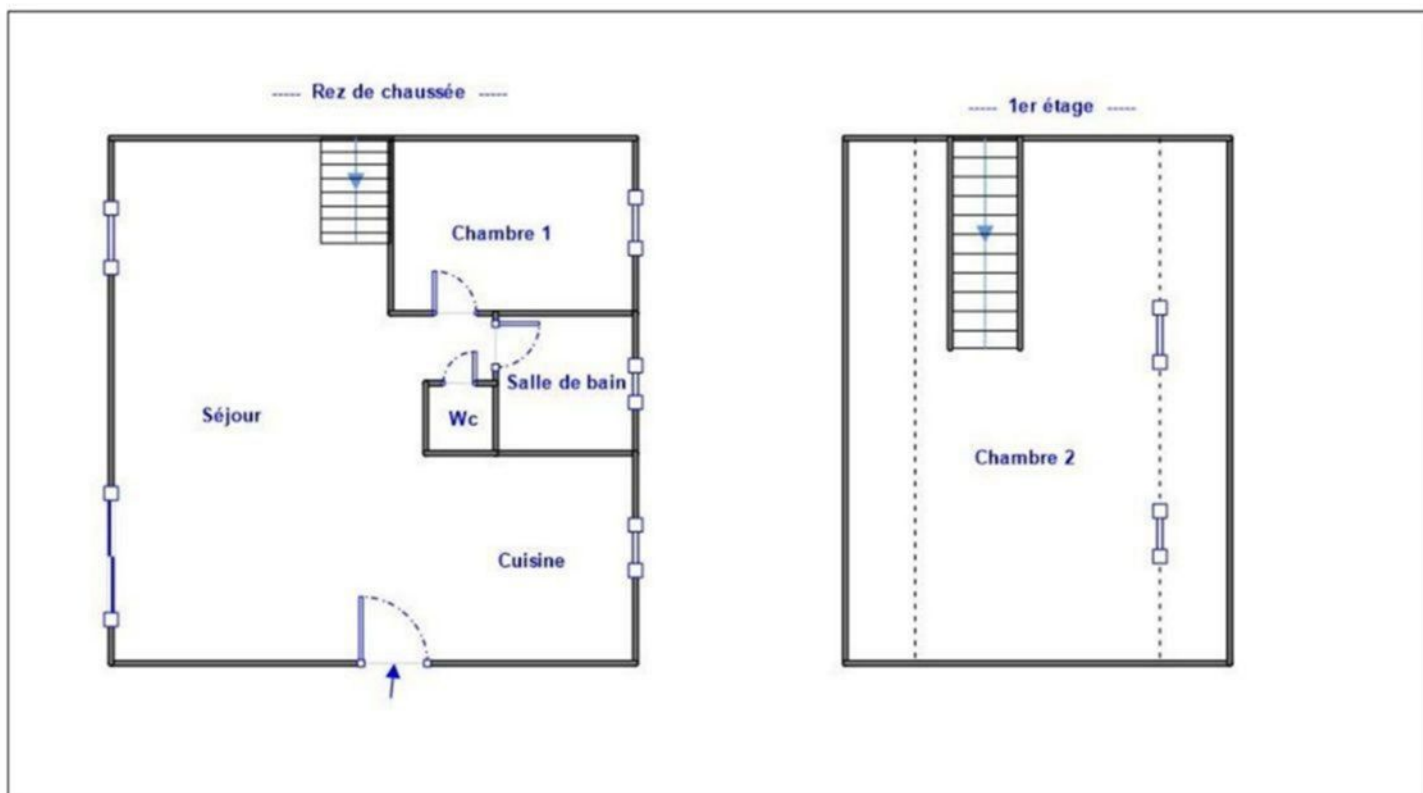 ----- Rez de chaussée -----
----- 1er étage -----
Chambre 1
Salle de bain
Séjour
Wc
Chambre 2
Cuisine